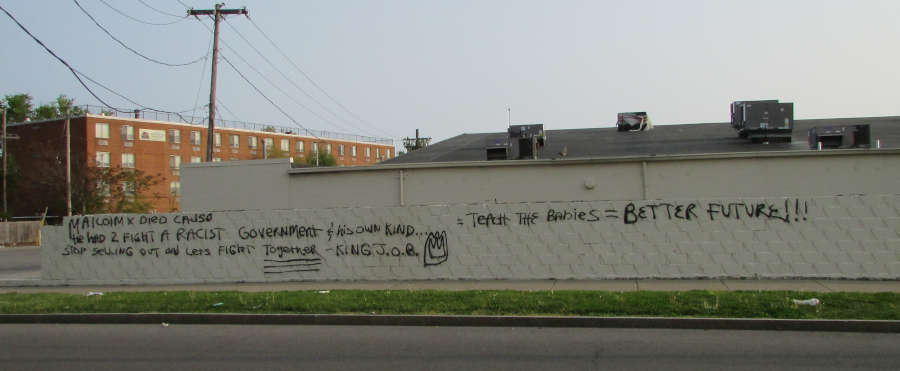 MALCOLM X DIED CAUSE
HE HAD 2 FIGHT A RACIST GOVERNMENT & HIS OWN KIND...
STOP SELLING OUT AN LETS FIGHT TOGETHER -KING J.O.B.
= TEACH THE BABIES = BETTER FUTURE!!!